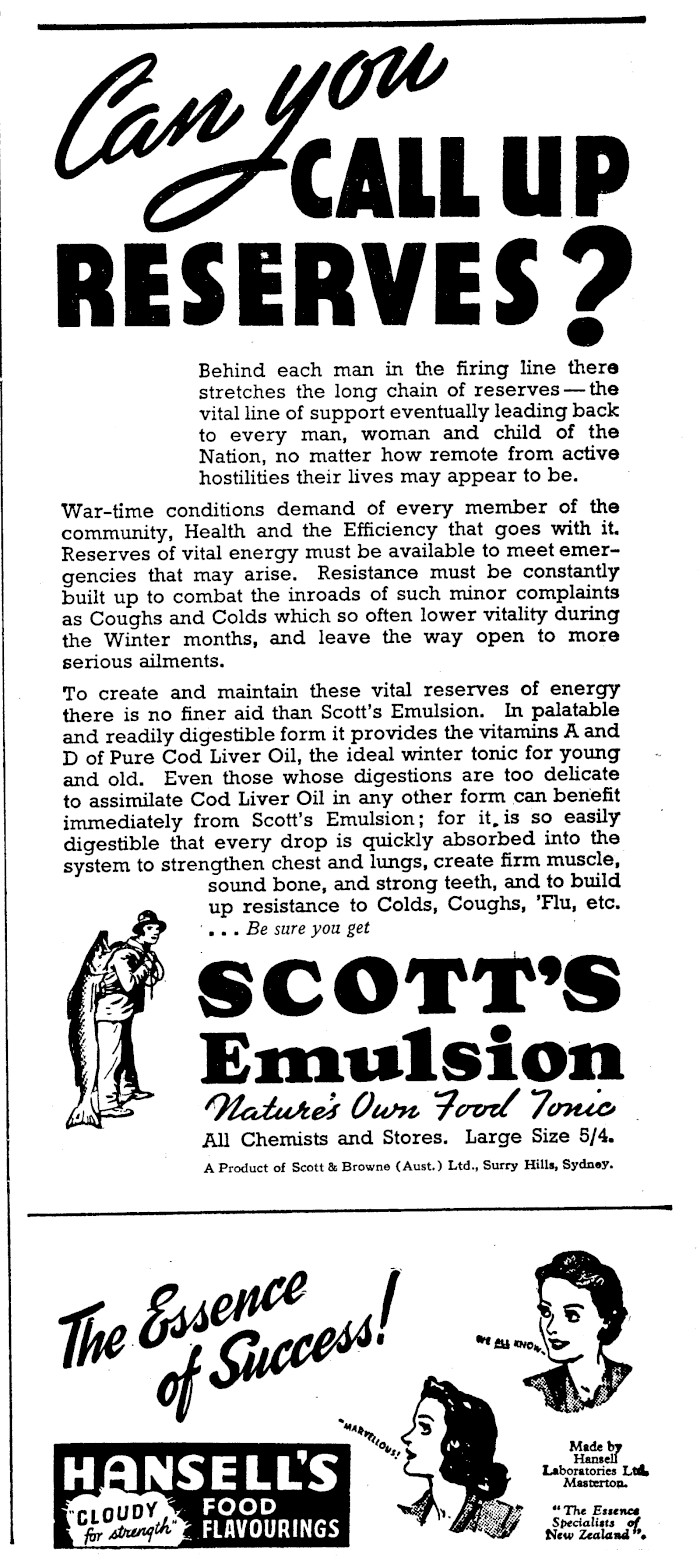 Can you
CALL UP
RESERVES?
Behind each man in the firing line there
stretches the long chain of reserves — the
vital line of support eventually leading back
to every man, woman and child of the
Nation, no matter how remote from active
hostilities their lives may appear to be.
War-time conditions demand of every member of the
community, Health and the Efficiency that goes with it.
Reserves of vital energy must be available to meet emer-
gencies that may arise. Resistance must be constantly
built up to combat the inroads of such minor complaints
as Coughs and Colds which so often lower vitality during
the Winter months, and leave the way open to more
serious ailments.
To create and maintain these vital reserves of energy
there is no finer aid than Scott's Emulsion. In palatable
and readily digestible form it provides the vitamins A and
D of Pure Cod Liver Oil, the ideal winter tonic for young
and old. Even those whose digestions are too delicate
to assimilate Cod Liver Oil in any other form can benefit
immediately from Scott's Emulsion; for it is so easily
digestible that every drop is quickly absorbed into the
system to strengthen chest and lungs, create firm muscle,
sound bone, and strong teeth, and to build
up resistance to Colds, Coughs, 'Flu, etc.
... Be sure you get
SCOTT'S
Emulsion
Nature's Own Food Tonic
All Chemists and Stores. Large Size 5/4.
A Product of Scott & Browne (Aust.) Ltd., Surry Hills, Sydney.
The Essence
of Success!
WE ALL KNOW–
"MARVELLOUS!
HANSELL'S
"CLOUDY
for strength"
FOOD
FLAVOURINGS
Made by
Hansell
Laboratories Ltd.
Masterton.
"The Essence
Specialists of
New Zealand".